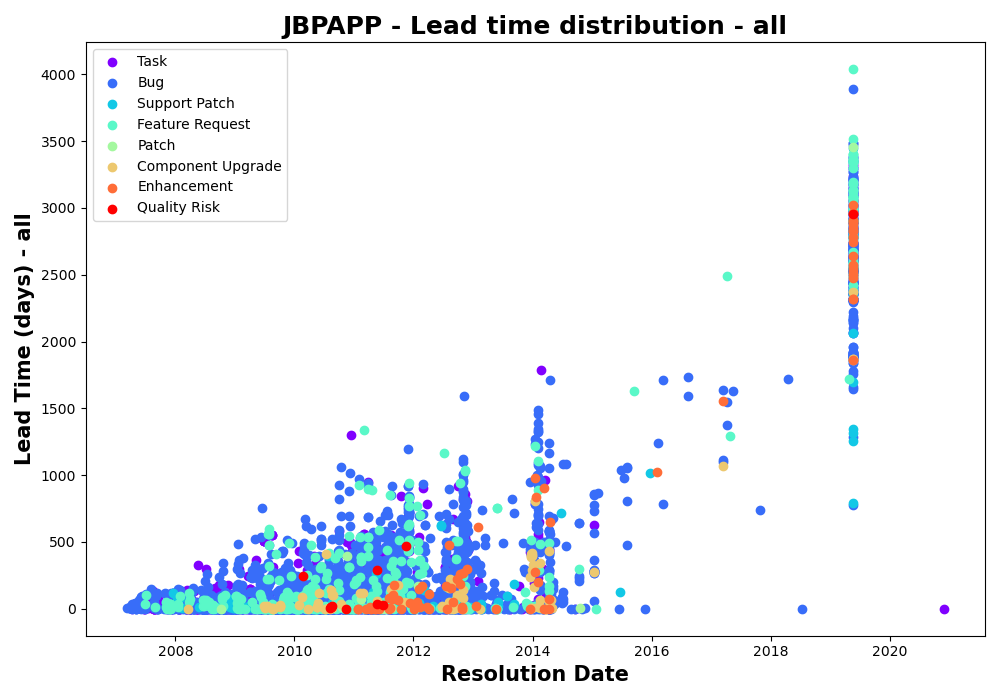 JBPAPP - Lead time distribution - all
Task
Bug
Support Patch
Feature Request
Patch
Component Upgrade
Enhancement
Quality Risk
4000
3500
3000
2500
2000
1500
1000
500
0
Lead Time (days) - all
2008
2010
2012
2014
2016
2018
2020
Resolution Date